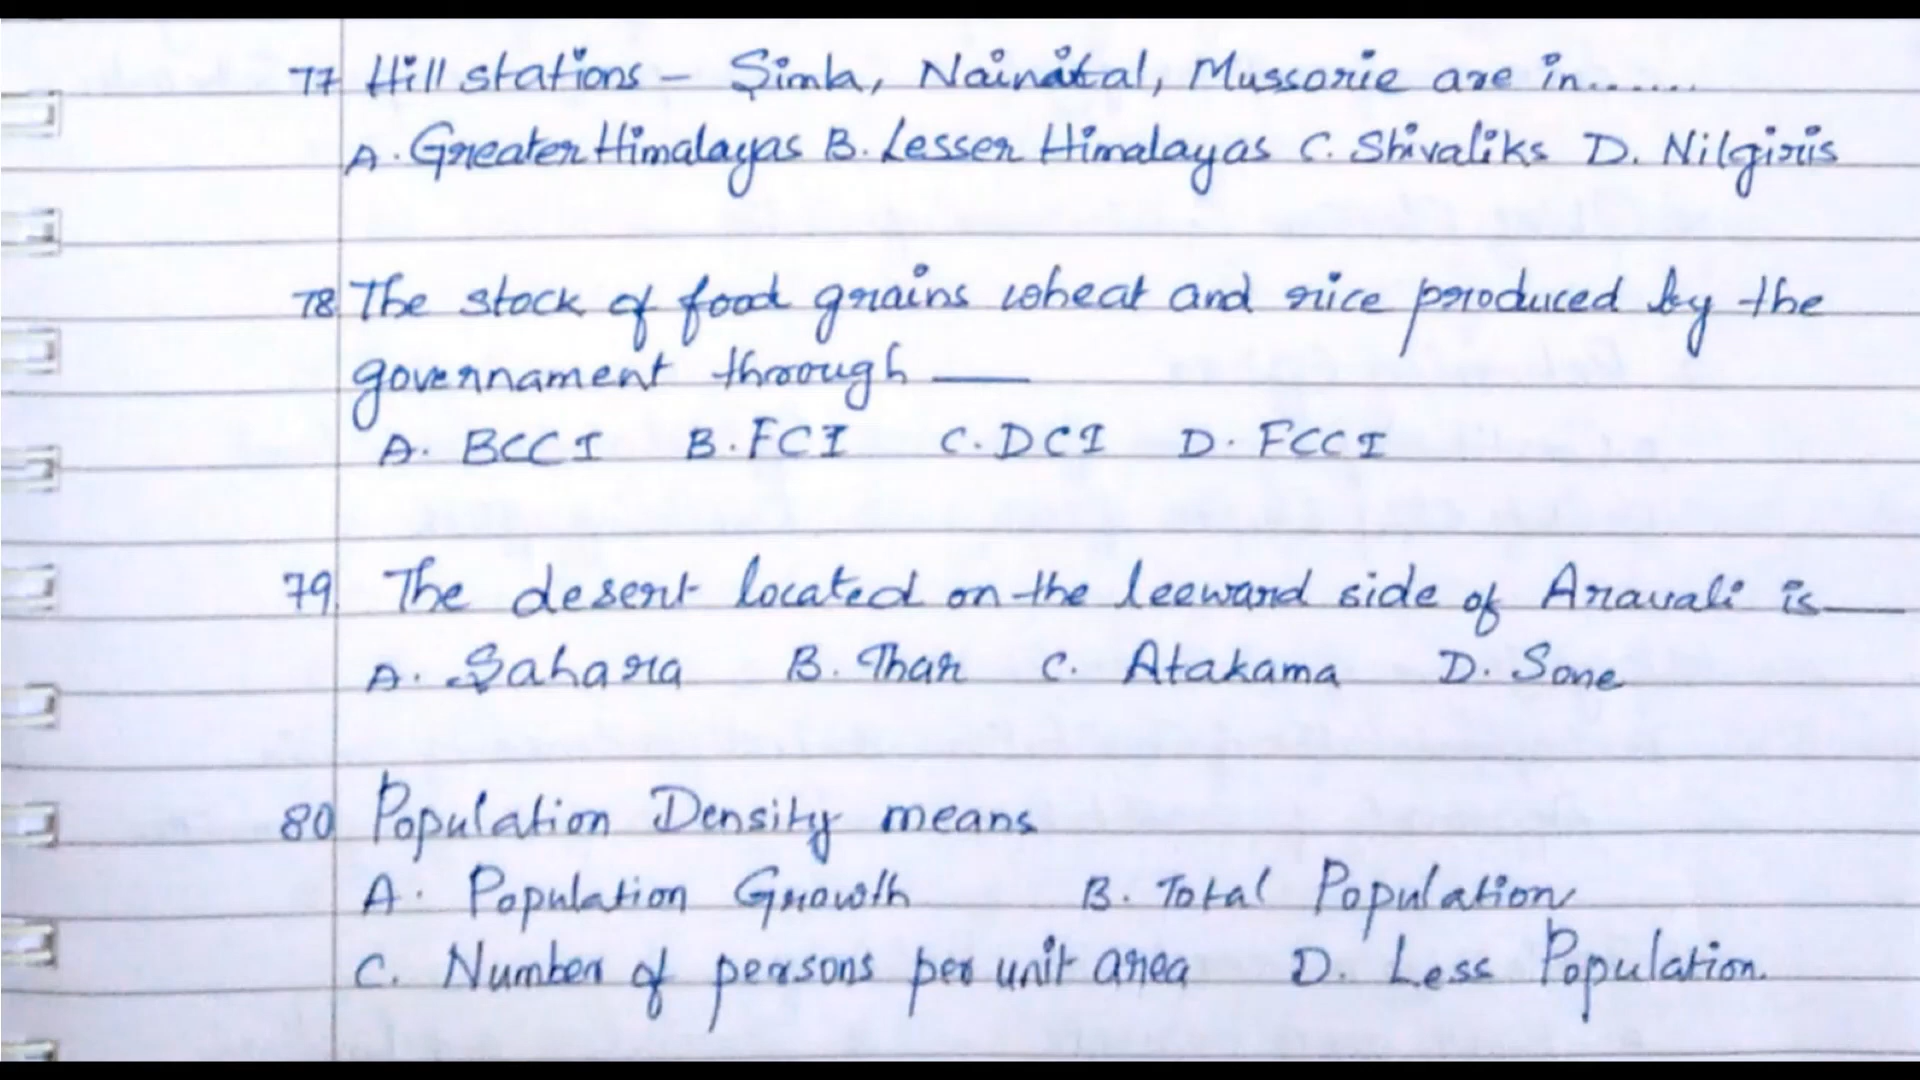 77 Hill stations - Simla, Nainital, Mussorie are in......
A. Greater Himalayas B. Lesser Himalayas C. Shivaliks D. Nilgiris
78 The stock of food grains wheat and rice produced by the
governament through —
A. BCCI B. FCI C. DCI D. FCCI
79 The desert located on the leeward side of Aravali is —
A. Sahara B. Thar C. Atakama D. Sone
80 Population Density means
A. Population Growth B. Total Population
C. Number of persons per unit area D. Less Population.